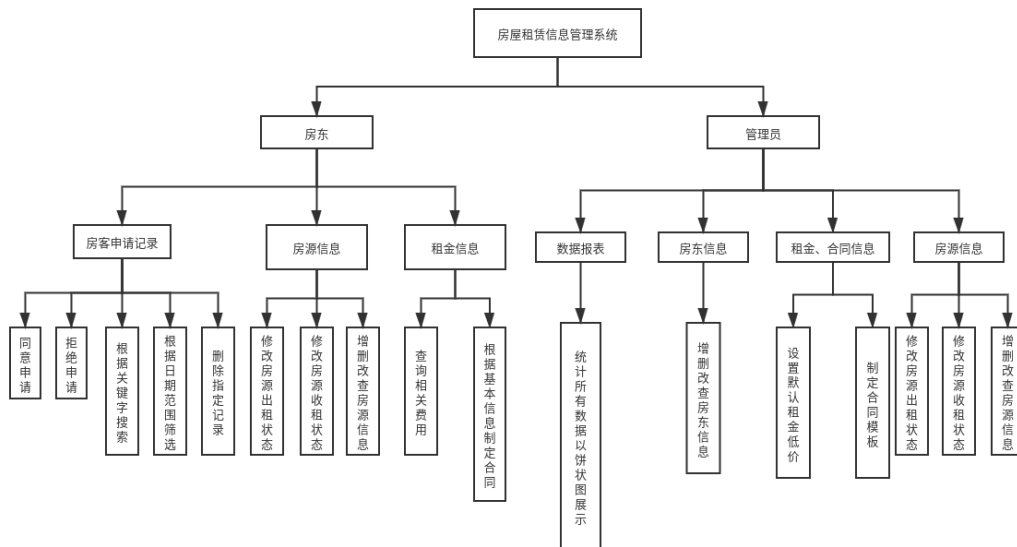 房屋租赁信息管理系统
房东
管理员
房客申请记录
房源信息
租金信息
数据报表
房东信息
租金、合同信息
房源信息
同意申请
拒绝申请
根据关键字搜索
根据日期范围筛选
删除指定记录
修改房源出租状态
修改房源收租状态
增删改查房源信息
查询相关费用
根据基本信息制定合同
统计所有数据以饼状图展示
增删改查房东信息
设置默认租金低价
制定合同模板
修改房源出租状态
修改房源收租状态
增删改查房源信息